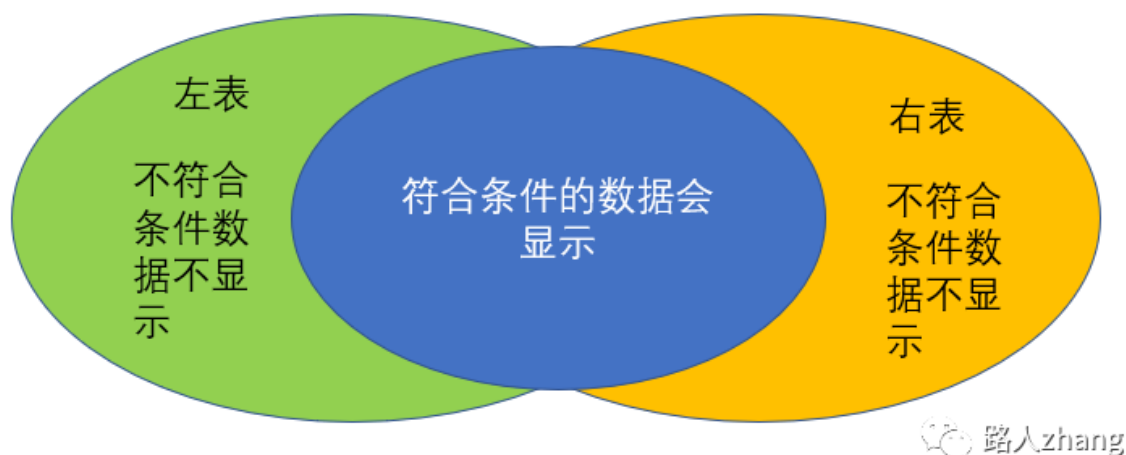 左表
不符合
条件数
据不显
示
符合条件的数据会
显示
右表
不符合
条件数
据不显
示
路人zhang